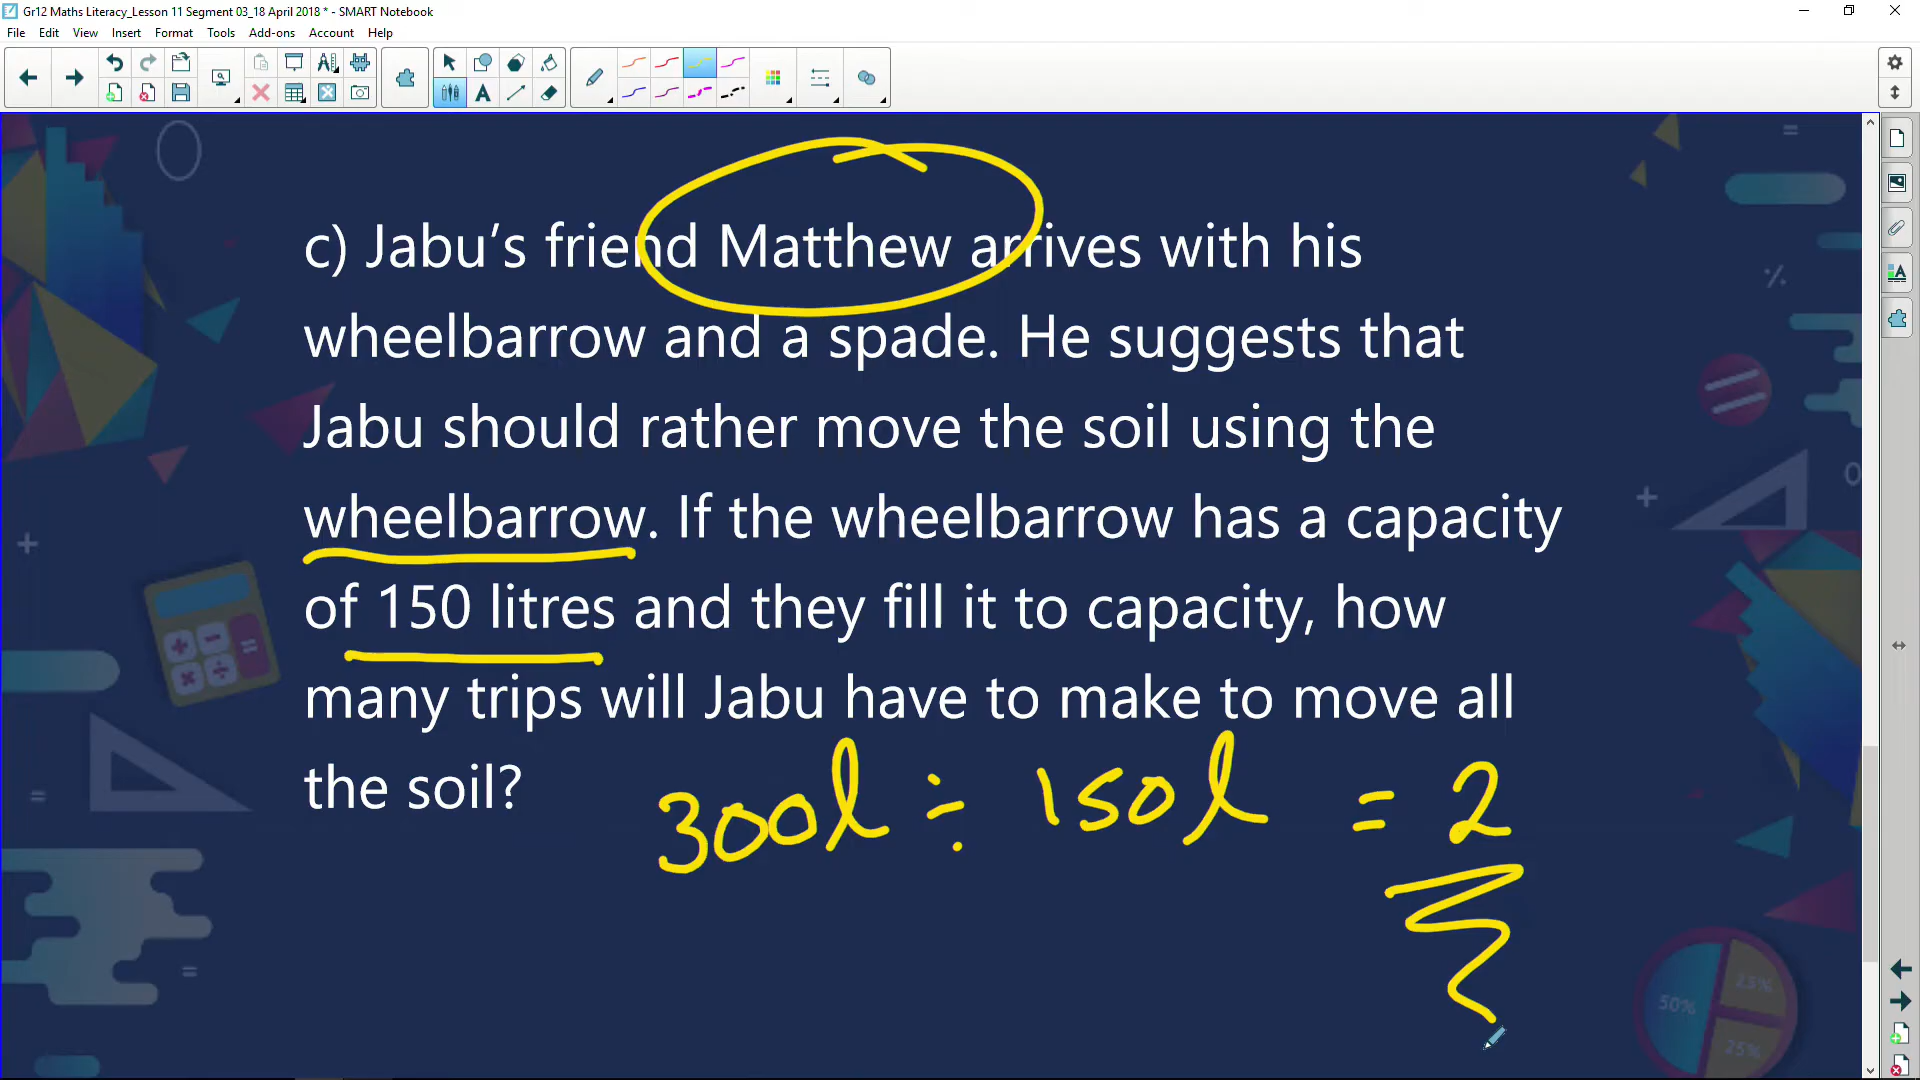 Gr12 Maths Literacy_Lesson 11 Segment 03_18 April 2018 * - SMART Notebook
File Edit View Insert Format Tools Add-ons Account Help
c) Jabu’s friend Matthew arrives with his
wheelbarrow and a spade. He suggests that
Jabu should rather move the soil using the
wheelbarrow. If the wheelbarrow has a capacity
of 150 litres and they fill it to capacity, how
many trips will Jabu have to make to move all
the soil?
300l ÷ 150l = 2
50% 25%
25%